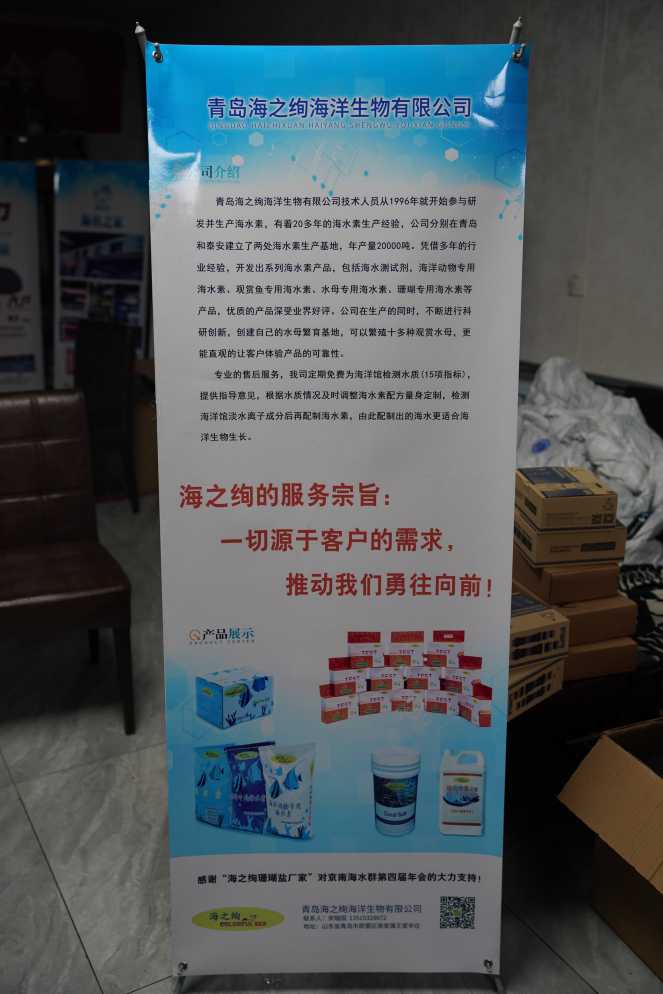 青岛海之绚海洋生物有限公司
QINGDAO HAIZHIXUAN HAIYANG SHENGWU YOUXIAN GONGSI
司介绍
青岛海之绚海洋生物有限公司技术人员从1996年就开始参与研
发并生产海水素，有着20多年的海水素生产经验，公司分别在青岛
和泰安建立了两处海水素生产基地，年产量20000吨。凭借多年的行
业经验，开发出系列海水素产品，包括海水测试剂，海洋动物专用
海水素、观赏鱼专用海水素、水母专用海水素、珊瑚专用海水素等
产品，优质的产品深受业界好评。公司在生产的同时，不断进行科
研创新，创建自己的水母繁育基地，可以繁殖十多种观赏水母，更
能直观的让客户体验产品的可靠性。
专业的售后服务，我司定期免费为海洋馆检测水质(15项指标)，
提供指导意见，根据水质情况及时调整海水素配方量身定制，检测
海洋馆淡水离子成分后再配制海水素，由此配制出的海水更适合海
洋生物生长。
海之绚的服务宗旨：
一切源于客户的需求，
推动我们勇往向前！
产品展示
PRODUCT CENTER
TEST
TEST
TEST
TEST
TEST
TEST
TEST
Coral Salt
感谢“海之绚珊瑚盐厂家”对京南海水群第四届年会的大力支持！
海之绚
COLORFUL SEA
青岛海之绚海洋生物有限公司